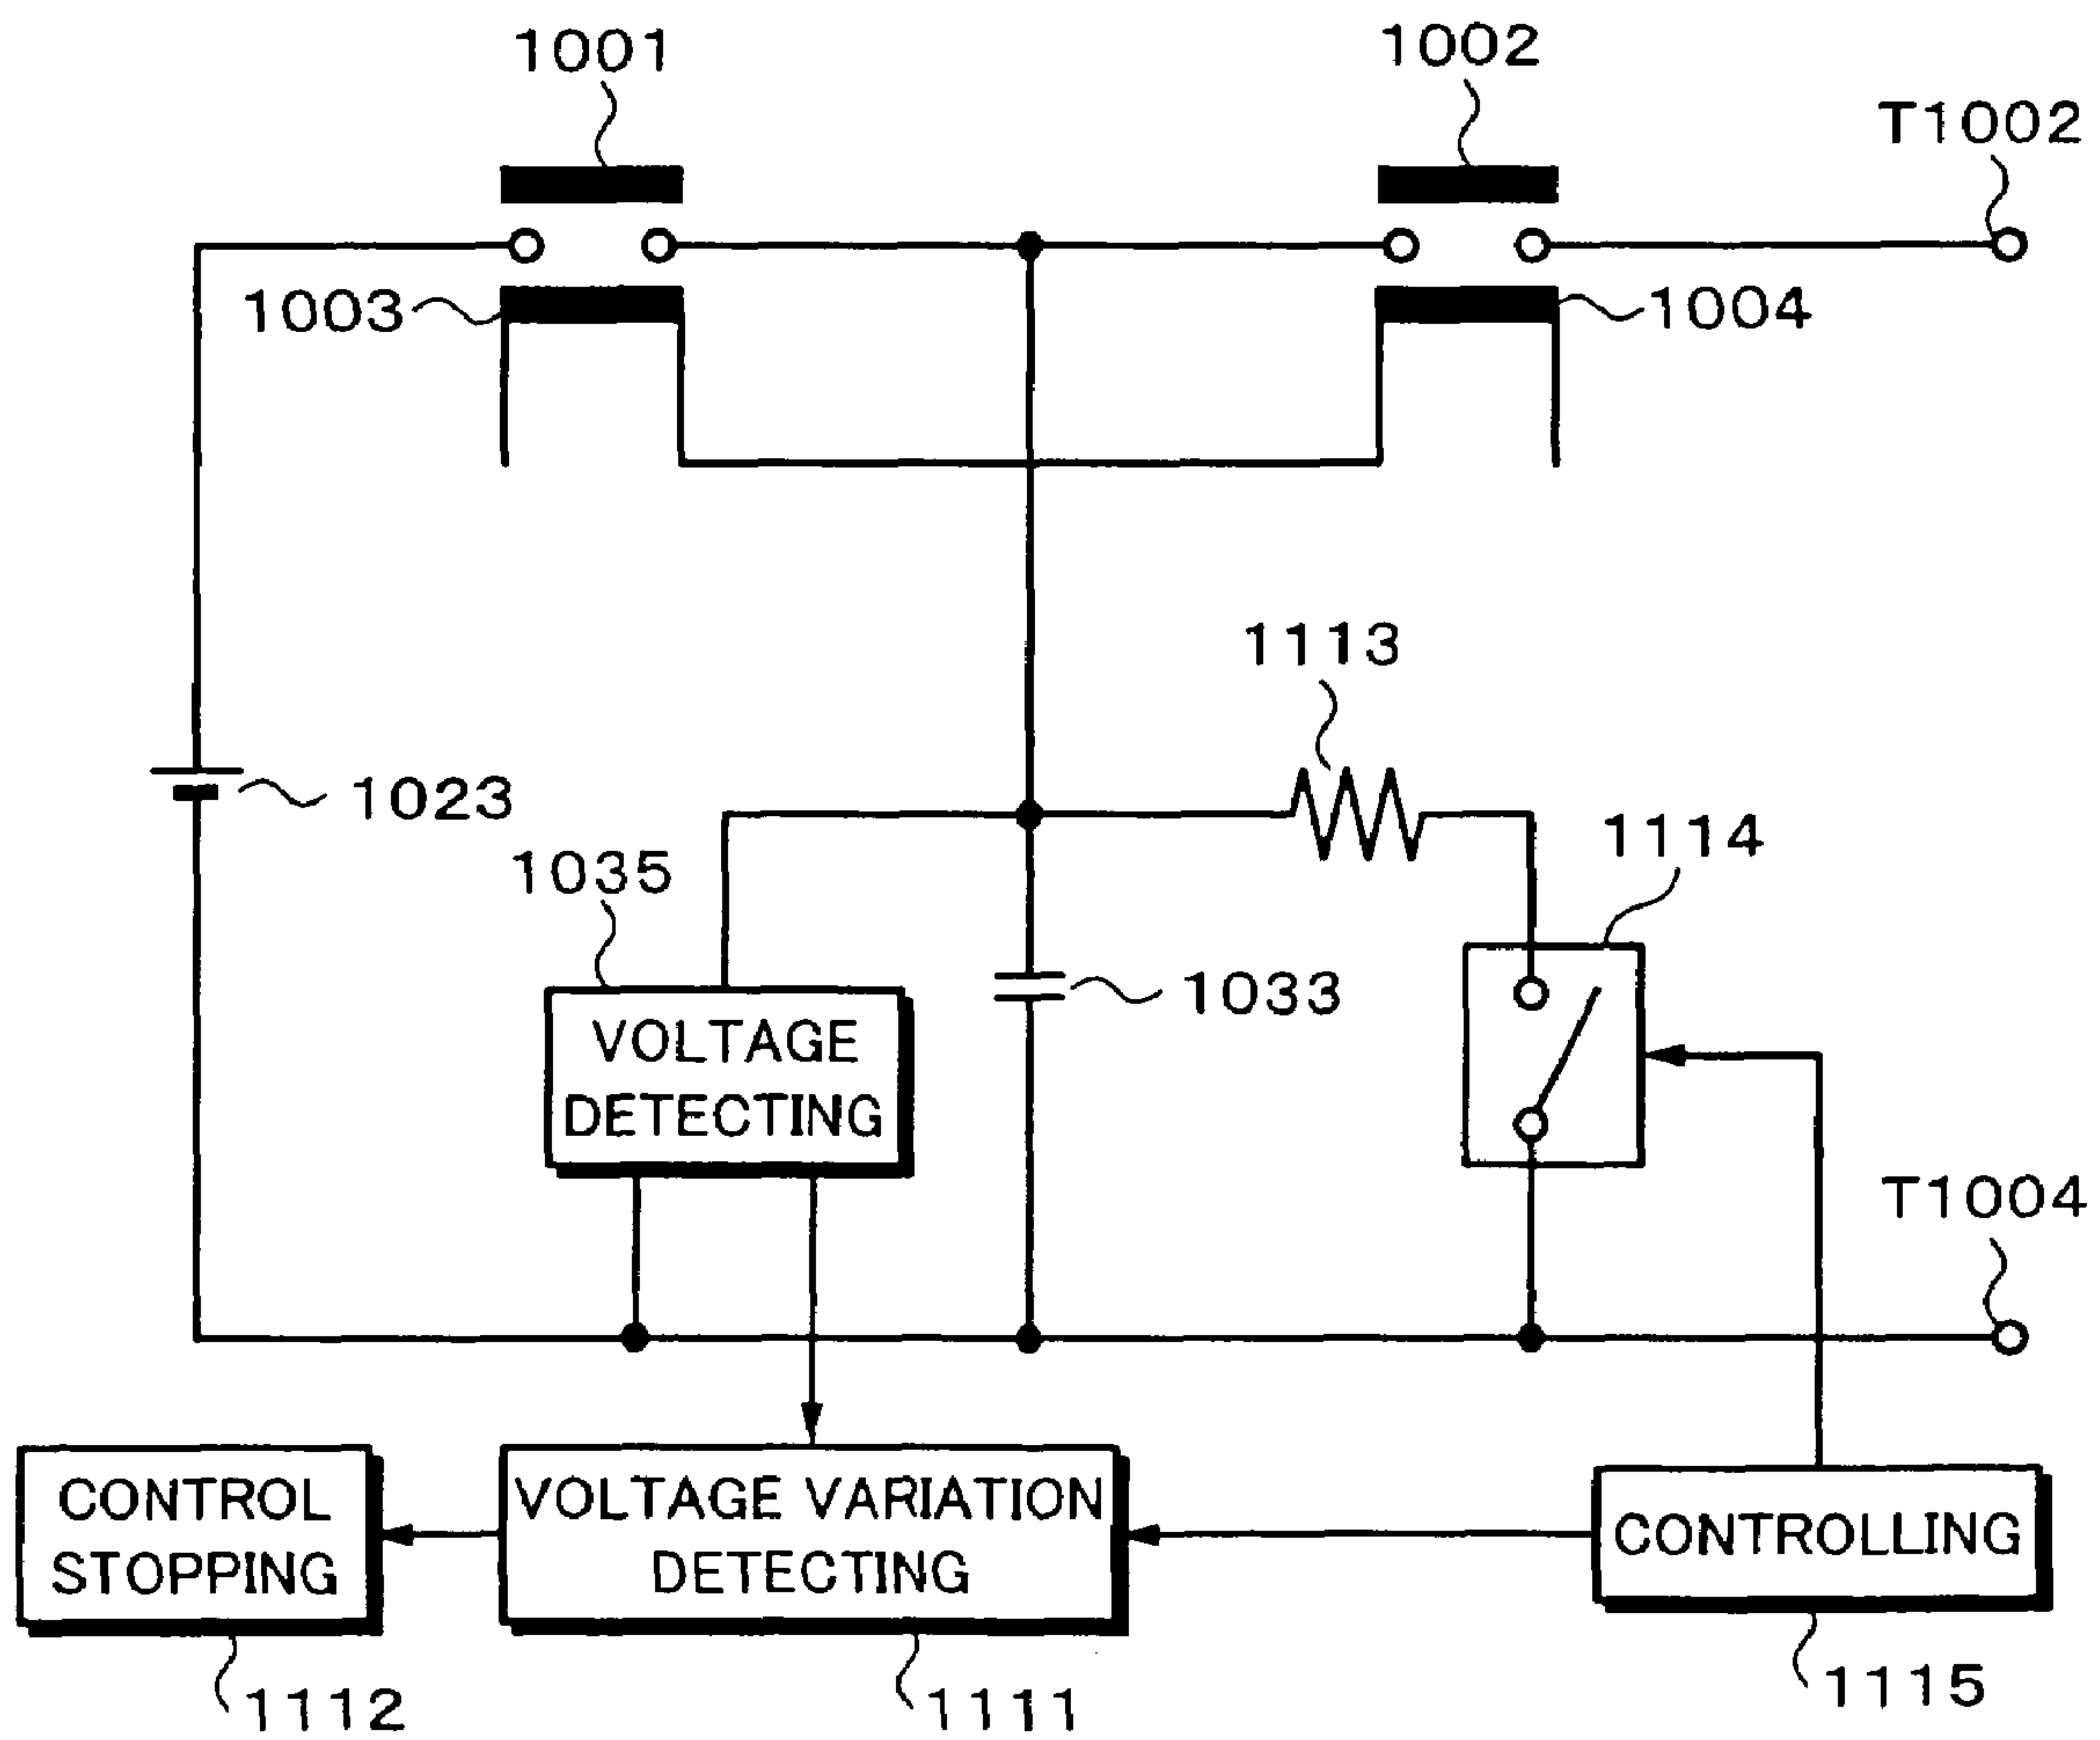 1001
1002
T1002
1003
1004
1113
1023
1114
1035
1033
VOLTAGE
DETECTING
T1004
CONTROL
STOPPING
VOLTAGE VARIATION
DETECTING
CONTROLLING
1112
1111
1115